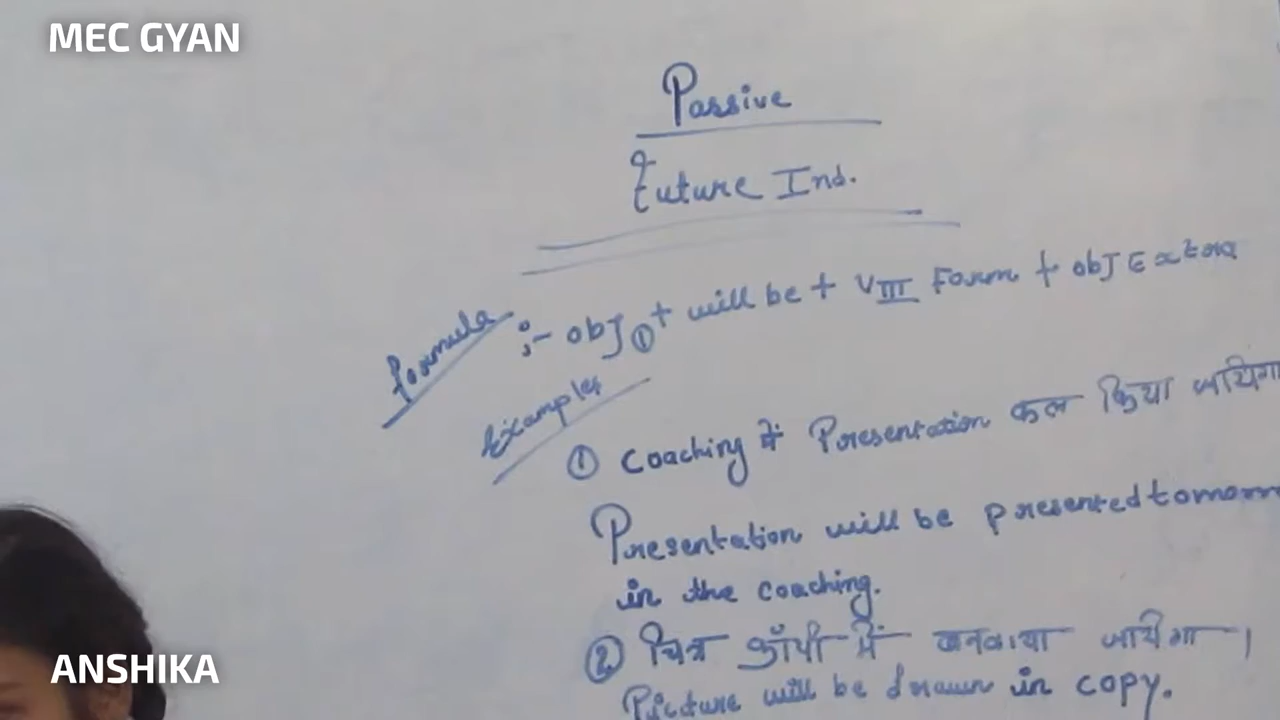 MEC GYAN
Passive
Future Ind.
Formula :- obj ① + will be + V III Form + obj Extra
Examples
① Coaching में Presentation कल किया जायेगा
Presentation will be presented
in the coaching.
② चित्र कॉपी में बनवाया जायेगा।
Picture will be drawn in copy.
ANSHIKA